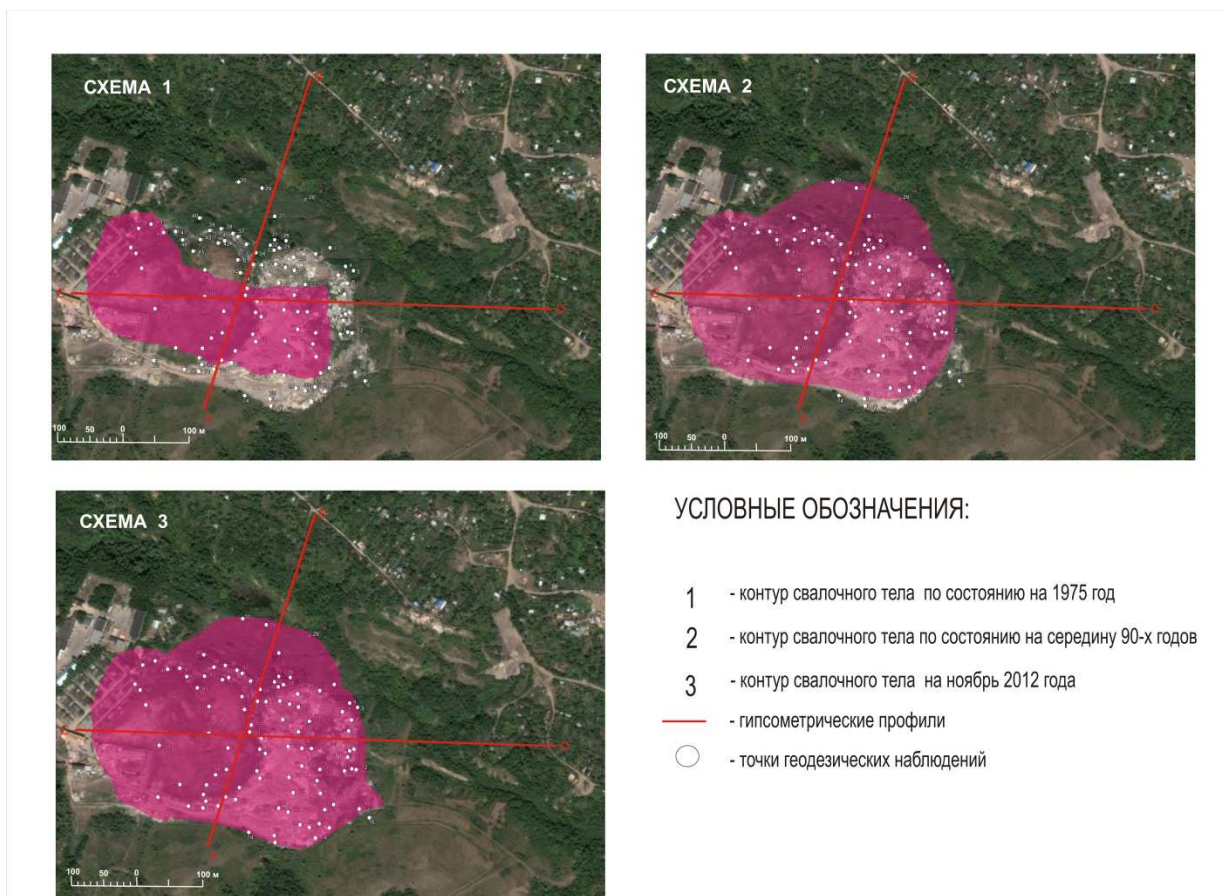 СХЕМА 1
100 50 0 100 м
СХЕМА 2
100 50 0 100 м
СХЕМА 3
100 50 0 100 м
УСЛОВНЫЕ ОБОЗНАЧЕНИЯ:
1 - контур свалочного тела по состоянию на 1975 год
2 - контур свалочного тела по состоянию на середину 90-х годов
3 - контур свалочного тела на ноябрь 2012 года
- гипсометрические профили
- точки геодезических наблюдений